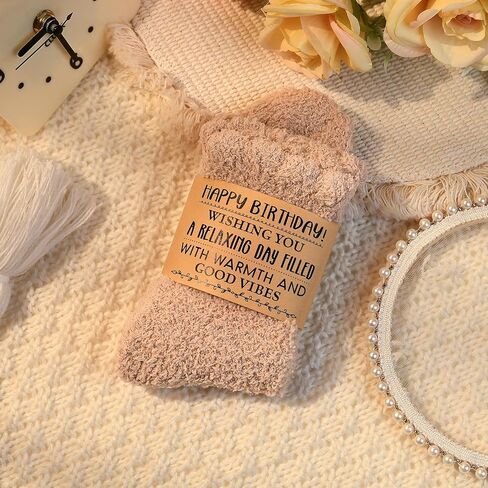 HAPPY BIRTHDAY!
WISHING YOU
A RELAXING DAY FILLED
WITH WARMTH AND
GOOD VIBES